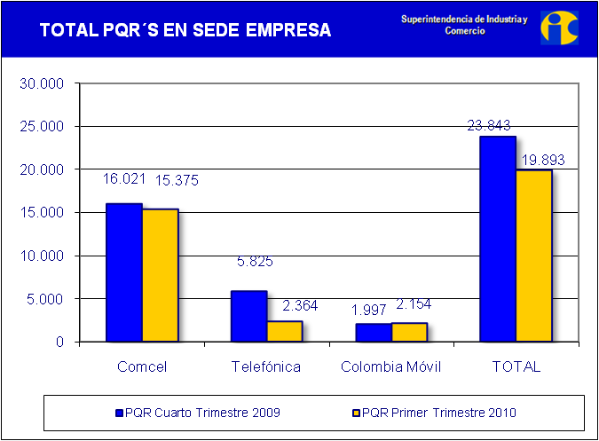 TOTAL PQR´S EN SEDE EMPRESA
Superintendencia de Industria y
Comercio
ic
30.000
25.000
20.000
15.000
10.000
5.000
0
16.021
15.375
5.825
2.364
1.997
2.154
23.843
19.893
Comcel
Telefónica
Colombia Móvil
TOTAL
PQR Cuarto Trimestre 2009
PQR Primer Trimestre 2010